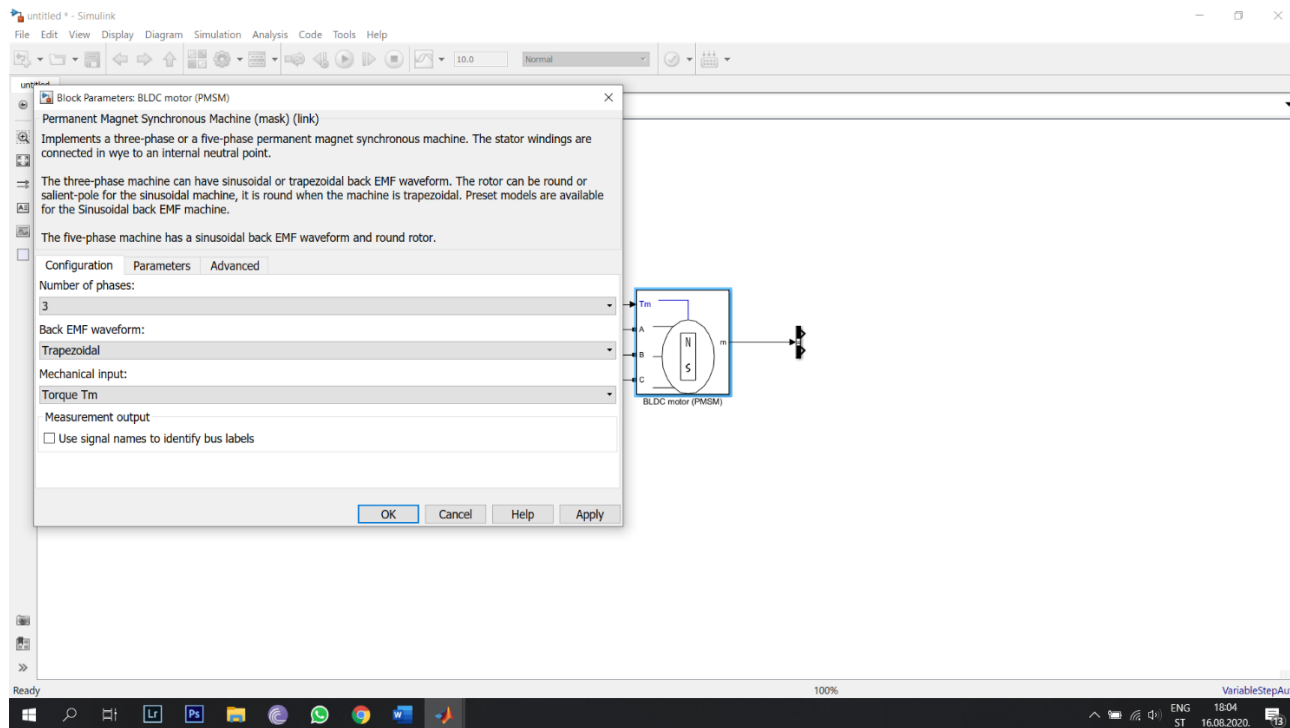 untitled * - Simulink
File Edit View Display Diagram Simulation Analysis Code Tools Help
10.0 Normal
Block Parameters: BLDC motor (PMSM)
Permanent Magnet Synchronous Machine (mask) (link)
Implements a three-phase or a five-phase permanent magnet synchronous machine. The stator windings are
connected in wye to an internal neutral point.
The three-phase machine can have sinusoidal or trapezoidal back EMF waveform. The rotor can be round or
salient-pole for the sinusoidal machine, it is round when the machine is trapezoidal. Preset models are available
for the Sinusoidal back EMF machine.
The five-phase machine has a sinusoidal back EMF waveform and round rotor.
Configuration Parameters Advanced
Number of phases:
3
Back EMF waveform:
Trapezoidal
Mechanical input:
Torque Tm
Measurement output
Use signal names to identify bus labels
OK Cancel Help Apply
Tm
A
B
C
N
S
m
BLDC motor (PMSM)
Ready 100% VariableStepAu
Lr Ps W
ENG
ST
18:04
16.08.2020.
13